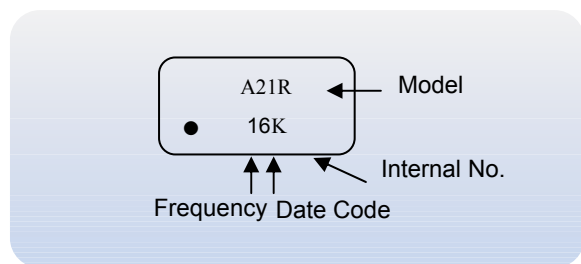 A21R
Model
16K
Internal No.
Frequency Date Code